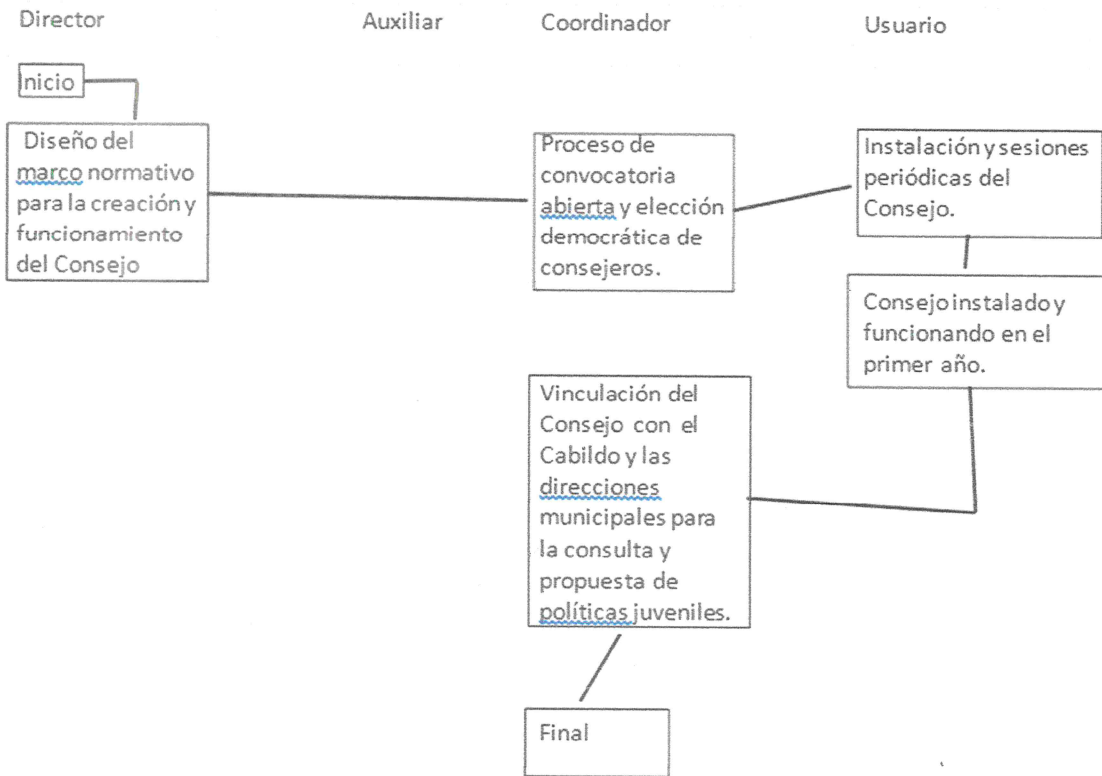 Director
Auxiliar
Coordinador
Usuario
Inicio
Diseño del
marco normativo
para la creación y
funcionamiento
del Consejo
Proceso de
convocatoria
abierta y elección
democrática de
consejeros.
Instalación y sesiones
periódicas del
Consejo.
Consejo instalado y
funcionando en el
primer año.
Vinculación del
Consejo con el
Cabildo y las
direcciones
municipales para
la consulta y
propuesta de
políticas juveniles.
Final